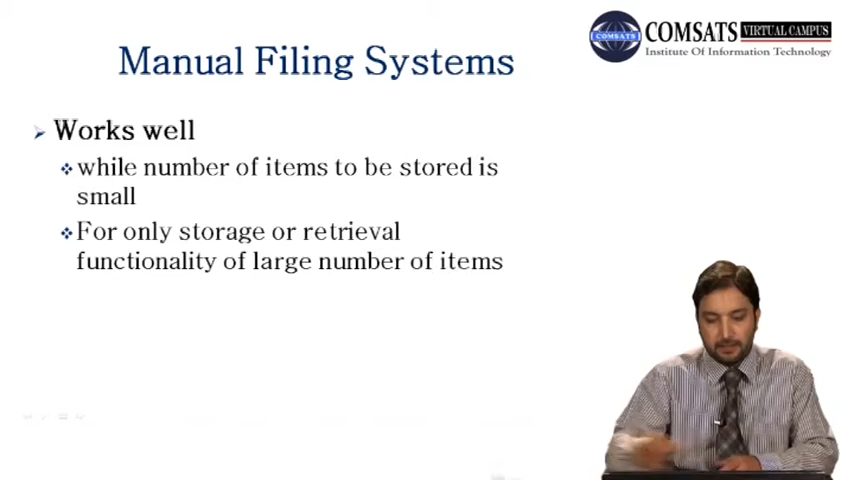 COMSATS
COMSATS VIRTUAL CAMPUS
Institute Of Information Technology
Manual Filing Systems
Works well
while number of items to be stored is
small
For only storage or retrieval
functionality of large number of items